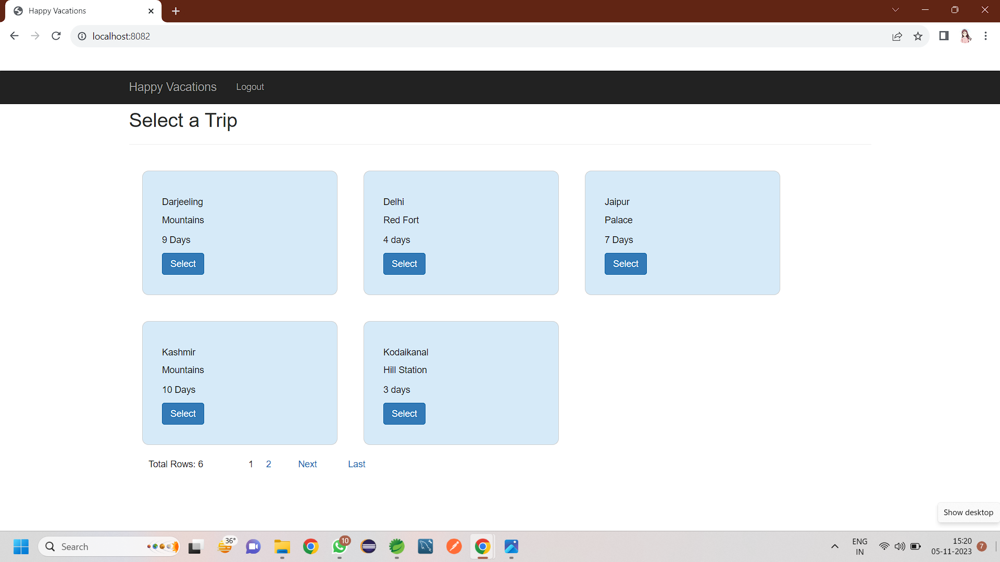 Happy Vacations
localhost:8082
Happy Vacations Logout
Select a Trip
Darjeeling
Mountains
9 Days
Select
Delhi
Red Fort
4 days
Select
Jaipur
Palace
7 Days
Select
Kashmir
Mountains
10 Days
Select
Kodaikanal
Hill Station
3 days
Select
Total Rows: 6 1 2 Next Last
Show desktop
Search
36°
10
ENG
IN
15:20
05-11-2023
7